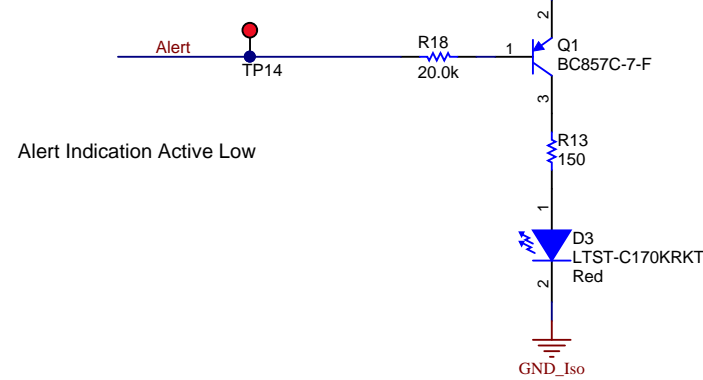 2
R18
1
Q1
Alert
BC857C-7-F
TP14
20.0k
3
R13
150
Alert Indication Active Low
1
D3
LTST-C170KRKT
Red
2
GND_Iso